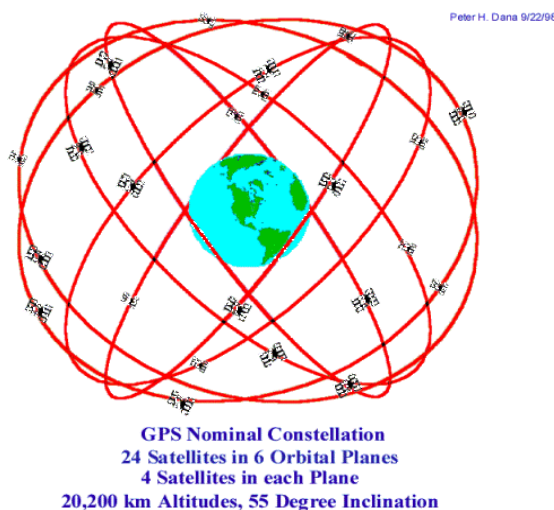 Peter H. Dana 9/22/98
GPS Nominal Constellation
24 Satellites in 6 Orbital Planes
4 Satellites in each Plane
20,200 km Altitudes, 55 Degree Inclination